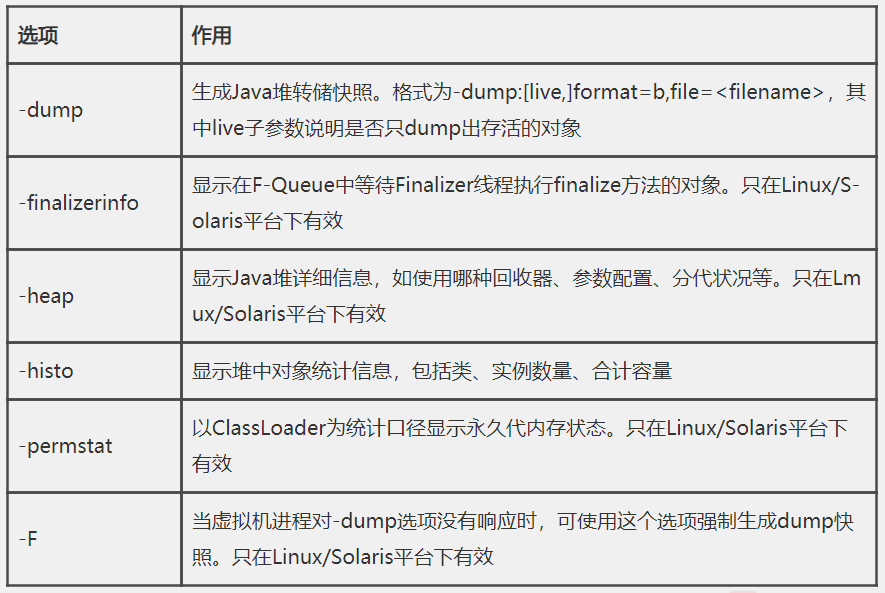 选项
作用
-dump
生成Java堆转储快照。格式为-dump:[live,]format=b,file=<filename>，其
中live子参数说明是否只dump出存活的对象
-finalizerinfo
显示在F-Queue中等待Finalizer线程执行finalize方法的对象。只在Linux/S-
olaris平台下有效
-heap
显示Java堆详细信息，如使用哪种回收器、参数配置、分代状况等。只在Lm
ux/Solaris平台下有效
-histo
显示堆中对象统计信息，包括类、实例数量、合计容量
-permstat
以ClassLoader为统计口径显示永久代内存状态。只在Linux/Solaris平台下
有效
-F
当虚拟机进程对-dump选项没有响应时，可使用这个选项强制生成dump快
照。只在Linux/Solaris平台下有效